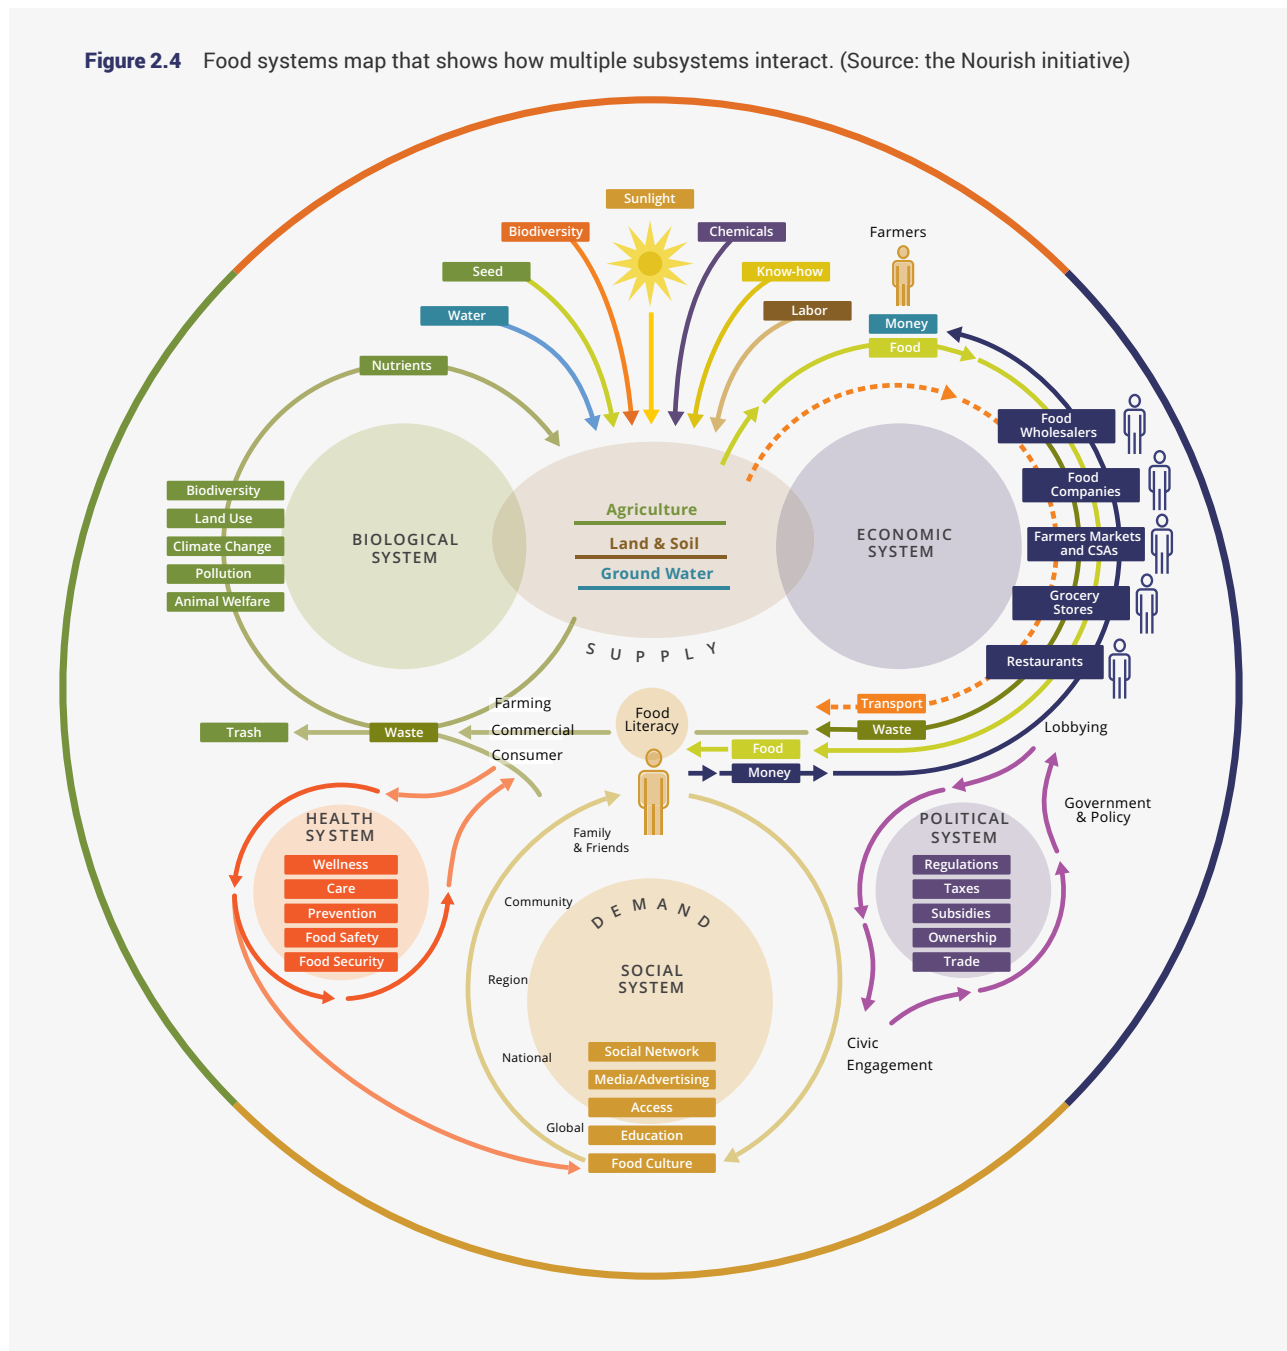 Figure 2.4 Food systems map that shows how multiple subsystems interact. (Source: the Nourish initiative)
Sunlight
Biodiversity
Chemicals
Seed
Know-how
Water
Labor
Nutrients
Farmers
Money
Food
Food
Wholesalers
Food
Companies
Farmers Markets
and CSAs
Grocery
Stores
Restaurants
Biodiversity
Land Use
Climate Change
Pollution
Animal Welfare
BIOLOGICAL
SYSTEM
Agriculture
Land & Soil
Ground Water
ECONOMIC
SYSTEM
SUPPLY
Farming
Commercial
Consumer
Trash
Waste
Food
Literacy
Transport
Waste
Food
Money
Lobbying
Government
& Policy
HEALTH
SYSTEM
Wellness
Care
Prevention
Food Safety
Food Security
Family
& Friends
Community
Region
National
Global
DEMAND
SOCIAL
SYSTEM
Social Network
Media/Advertising
Access
Education
Food Culture
POLITICAL
SYSTEM
Regulations
Taxes
Subsidies
Ownership
Trade
Civic
Engagement